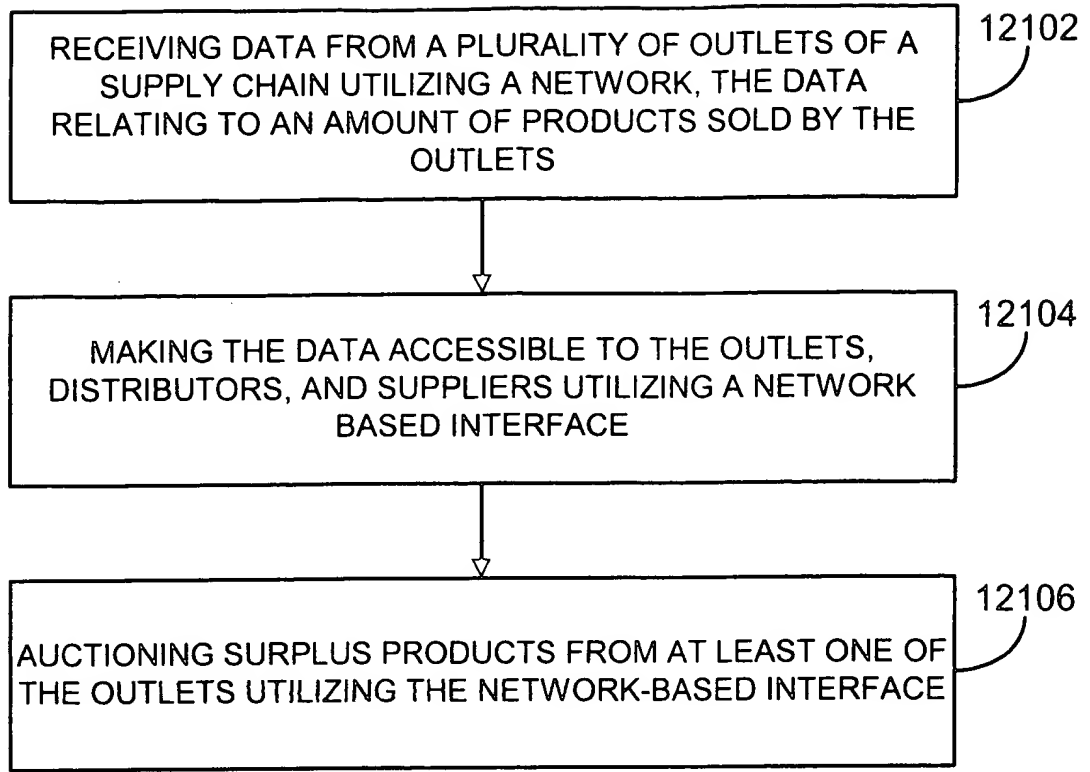 RECEIVING DATA FROM A PLURALITY OF OUTLETS OF A
SUPPLY CHAIN UTILIZING A NETWORK, THE DATA
RELATING TO AN AMOUNT OF PRODUCTS SOLD BY THE
OUTLETS
12102
MAKING THE DATA ACCESSIBLE TO THE OUTLETS,
DISTRIBUTORS, AND SUPPLIERS UTILIZING A NETWORK
BASED INTERFACE
12104
AUCTIONING SURPLUS PRODUCTS FROM AT LEAST ONE OF
THE OUTLETS UTILIZING THE NETWORK-BASED INTERFACE
12106